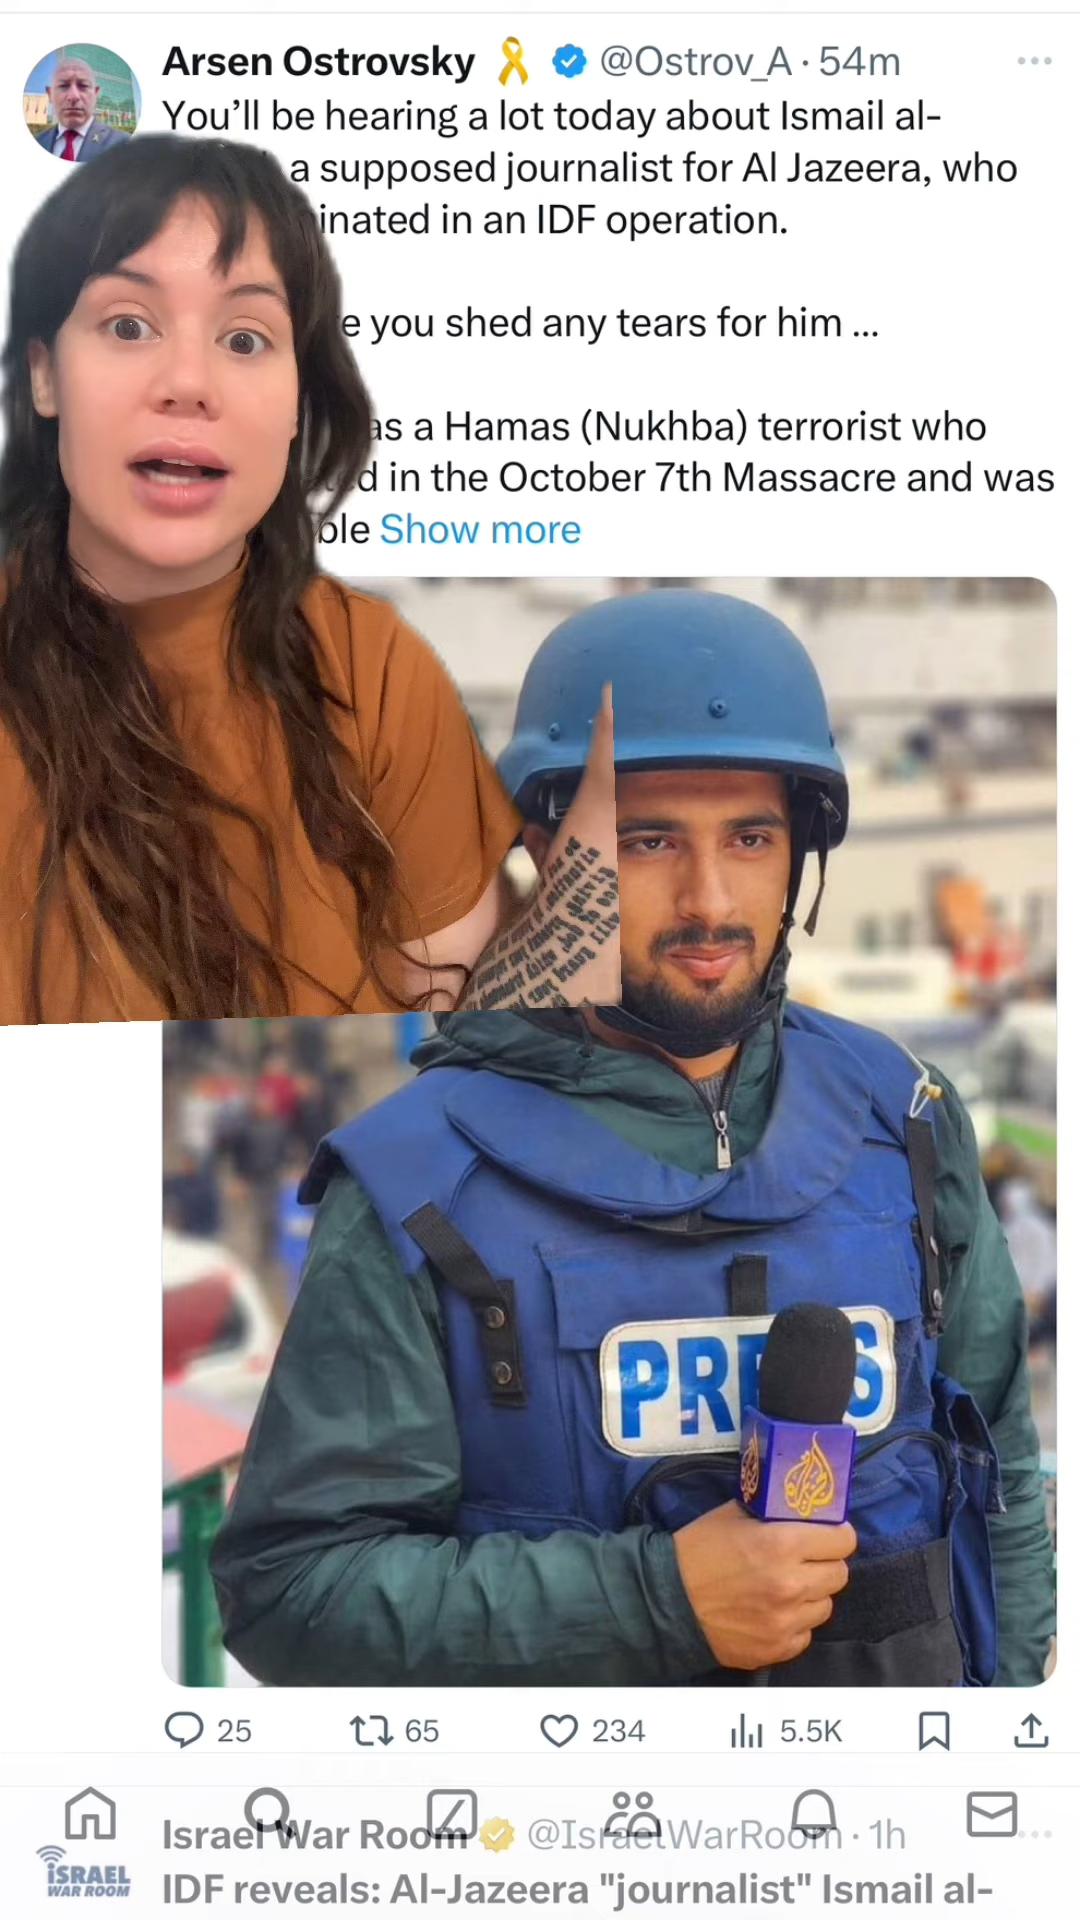 Arsen Ostrovsky @Ostrov_A · 54m
You'll be hearing a lot today about Ismail al-
a supposed journalist for Al Jazeera, who
inated in an IDF operation.
e you shed any tears for him ...
as a Hamas (Nukhba) terrorist who
d in the October 7th Massacre and was
ble Show more
PRESS
25 65 234 5.5K
Israel War Room @IsraelWarRoom · 1h
ISRAEL
WAR ROOM
IDF reveals: Al-Jazeera "journalist" Ismail al-